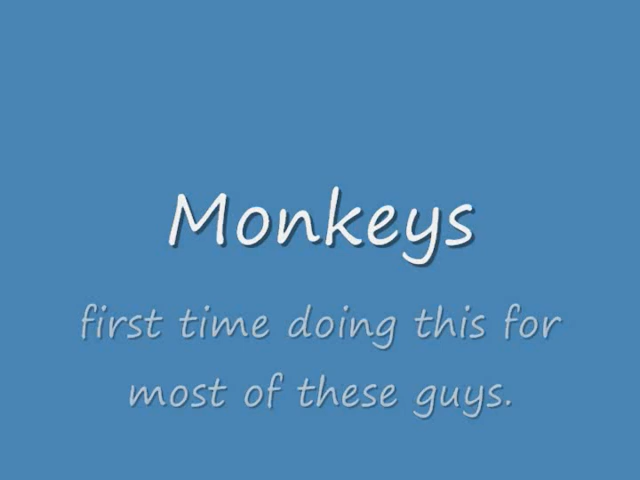 Monkeys
first time doing this for
most of these guys.